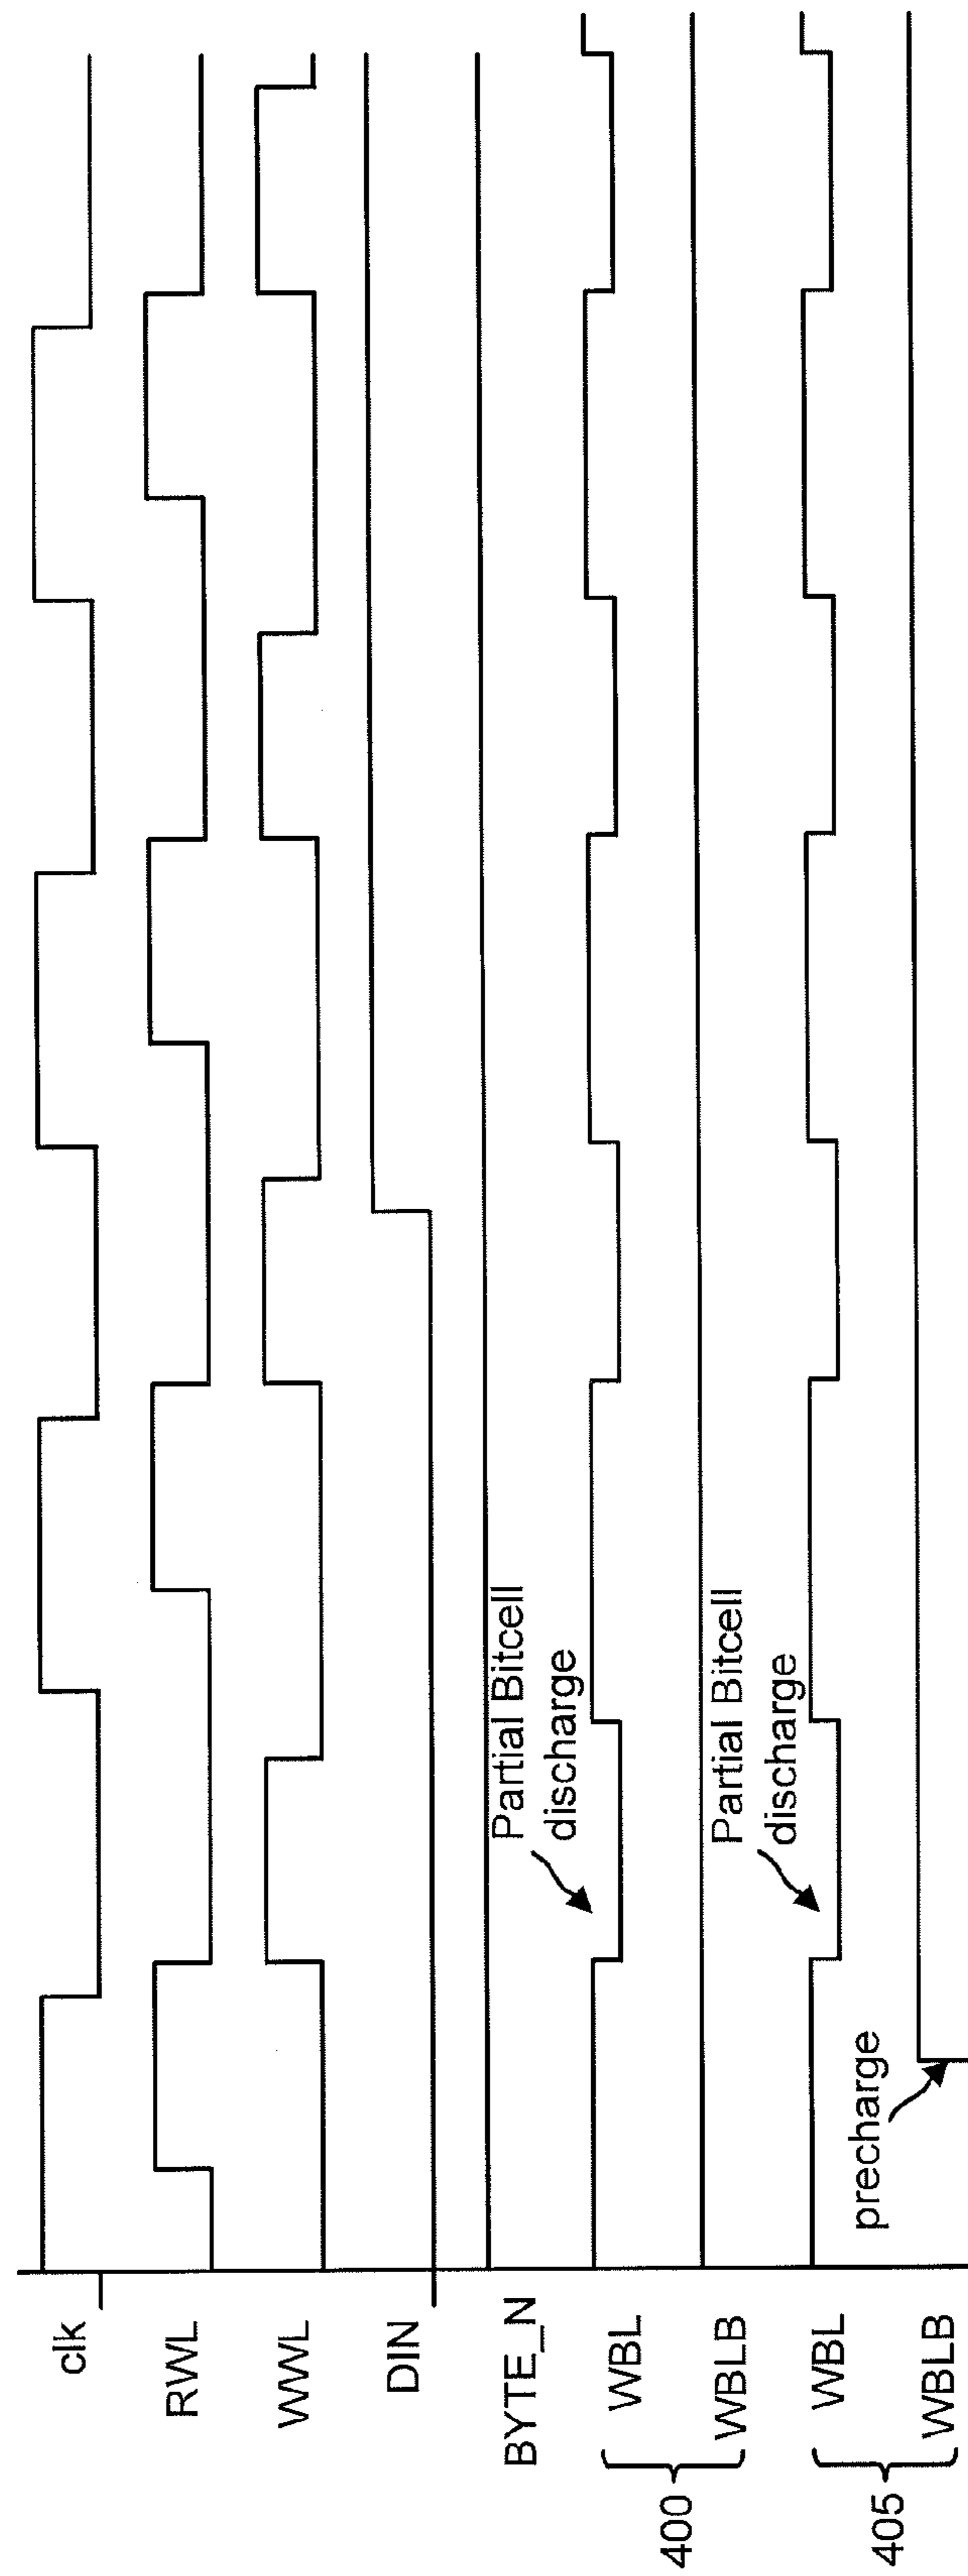 clk
RWL
WWL
DIN
BYTE_N
Partial Bitcell
discharge
WBL
WBLB
400
Partial Bitcell
discharge
WBL
precharge
WBLB
405